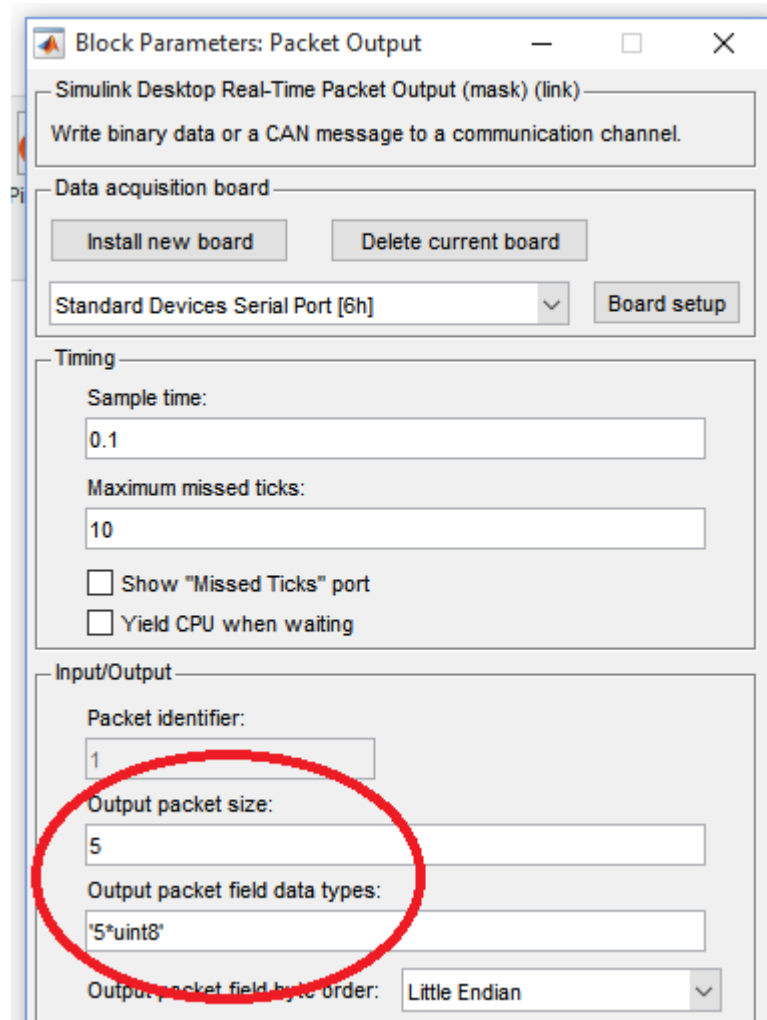 Block Parameters: Packet Output
Simulink Desktop Real-Time Packet Output (mask) (link)
Write binary data or a CAN message to a communication channel.
Pi
Data acquisition board
Install new board
Delete current board
Standard Devices Serial Port [6h]
Board setup
Timing
Sample time:
0.1
Maximum missed ticks:
10
Show "Missed Ticks" port
Yield CPU when waiting
Input/Output
Packet identifier:
1
Output packet size:
5
Output packet field data types:
'5*uint8'
Output packet field byte order: Little Endian